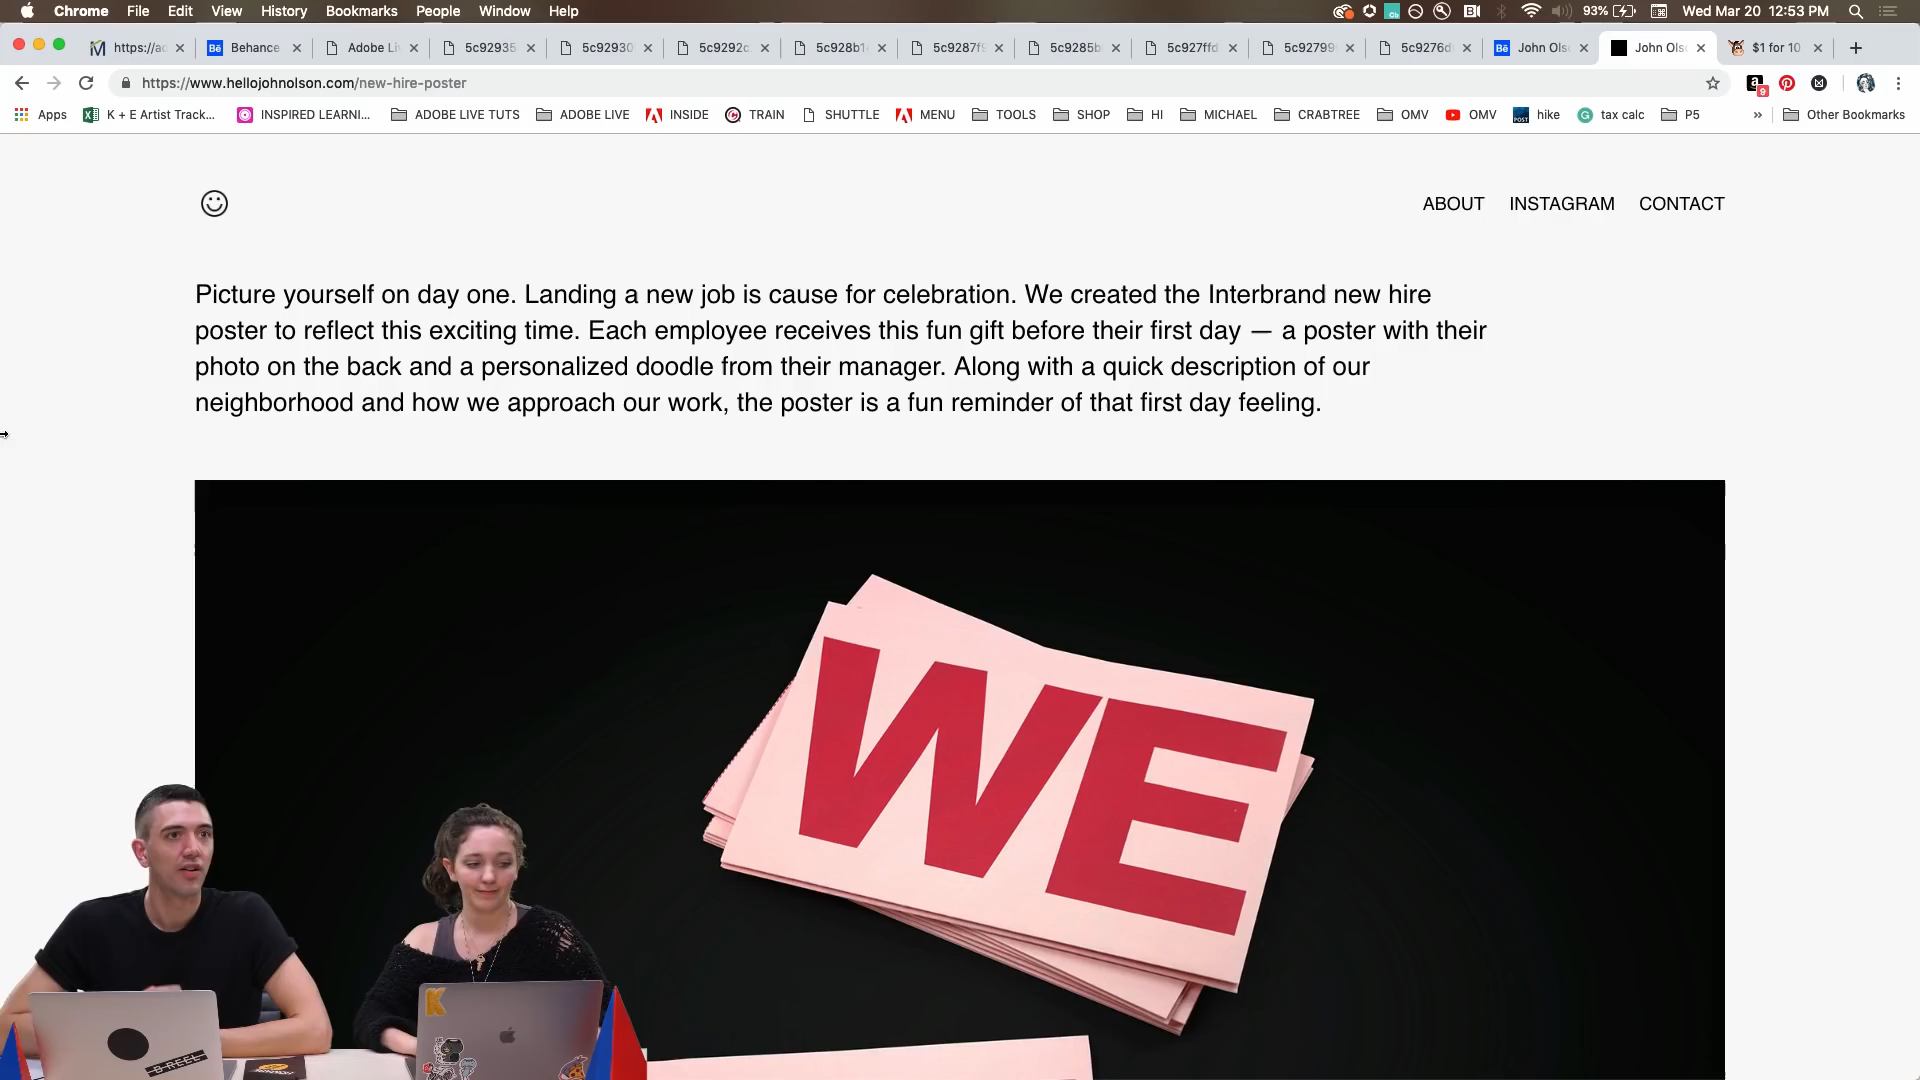 Chrome File Edit View History Bookmarks People Window Help
93% Wed Mar 20 12:53 PM
https://ac Behance Adobe Li 5c92935 5c92930 5c9292c 5c928b1 5c9287f 5c9285b 5c927ffd 5c92799 5c9276d John Ols John Ols $1 for 10
https://www.hellojohnolson.com/new-hire-poster
Apps K + E Artist Track... INSPIRED LEARNI... ADOBE LIVE TUTS ADOBE LIVE INSIDE TRAIN SHUTTLE MENU TOOLS SHOP HI MICHAEL CRABTREE OMV OMV hike tax calc P5 » Other Bookmarks
ABOUT INSTAGRAM CONTACT
Picture yourself on day one. Landing a new job is cause for celebration. We created the Interbrand new hire
poster to reflect this exciting time. Each employee receives this fun gift before their first day — a poster with their
photo on the back and a personalized doodle from their manager. Along with a quick description of our
neighborhood and how we approach our work, the poster is a fun reminder of that first day feeling.
WE
K
B-REEL